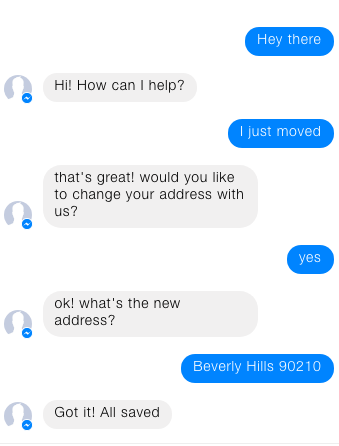 Hey there
Hi! How can I help?
I just moved
that's great! would you like
to change your address with
us?
yes
ok! what's the new
address?
Beverly Hills 90210
Got it! All saved